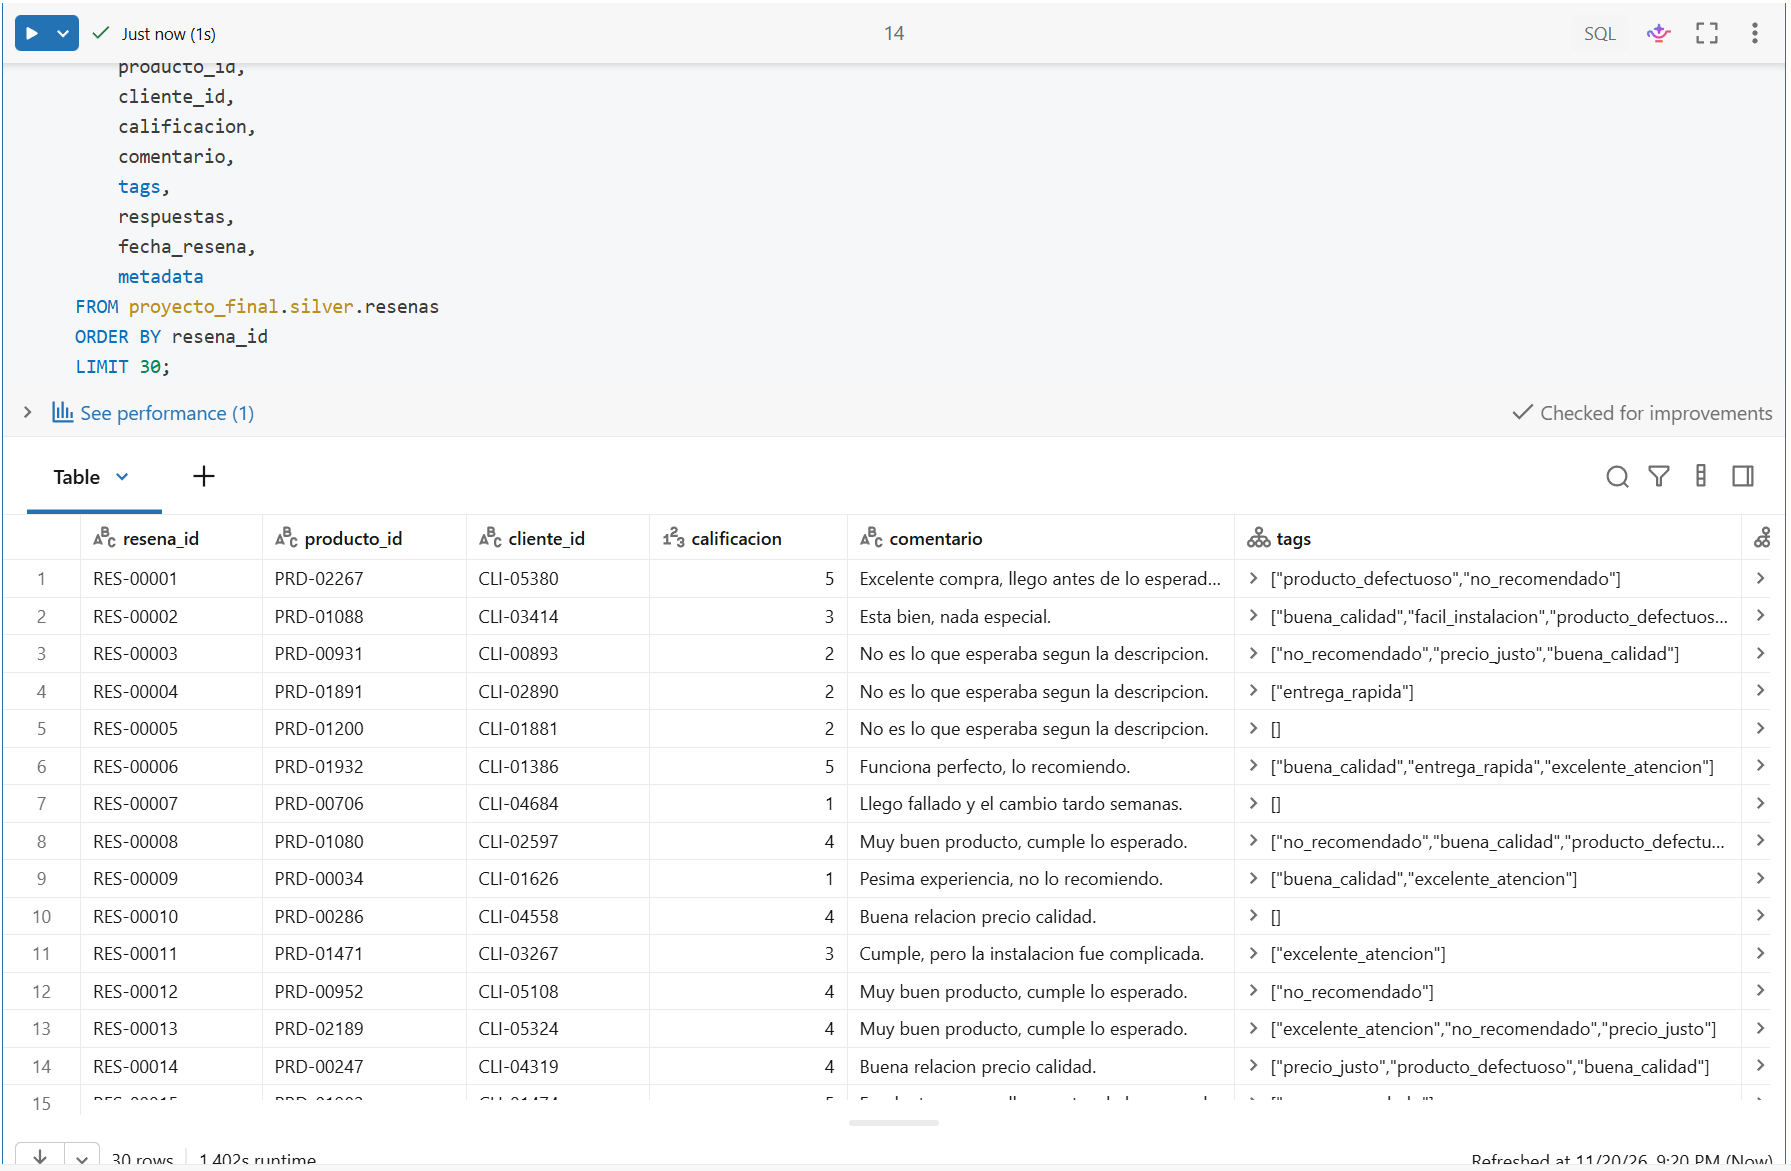 Just now (1s)
14
SQL
producto_id,
cliente_id,
calificacion,
comentario,
tags,
respuestas,
fecha_resena,
metadata
FROM proyecto_final.silver.resenas
ORDER BY resena_id
LIMIT 30;
See performance (1)
Checked for improvements
Table
resena_id producto_id cliente_id calificacion comentario tags
1 RES-00001 PRD-02267 CLI-05380 5 Excelente compra, llego antes de lo esperad... ["producto_defectuoso","no_recomendado"]
2 RES-00002 PRD-01088 CLI-03414 3 Esta bien, nada especial. ["buena_calidad","facil_instalacion","producto_defectuos...
3 RES-00003 PRD-00931 CLI-00893 2 No es lo que esperaba segun la descripcion. ["no_recomendado","precio_justo","buena_calidad"]
4 RES-00004 PRD-01891 CLI-02890 2 No es lo que esperaba segun la descripcion. ["entrega_rapida"]
5 RES-00005 PRD-01200 CLI-01881 2 No es lo que esperaba segun la descripcion. []
6 RES-00006 PRD-01932 CLI-01386 5 Funciona perfecto, lo recomiendo. ["buena_calidad","entrega_rapida","excelente_atencion"]
7 RES-00007 PRD-00706 CLI-04684 1 Llego fallado y el cambio tardo semanas. []
8 RES-00008 PRD-01080 CLI-02597 4 Muy buen producto, cumple lo esperado. ["no_recomendado","buena_calidad","producto_defectu...
9 RES-00009 PRD-00034 CLI-01626 1 Pesima experiencia, no lo recomiendo. ["buena_calidad","excelente_atencion"]
10 RES-00010 PRD-00286 CLI-04558 4 Buena relacion precio calidad. []
11 RES-00011 PRD-01471 CLI-03267 3 Cumple, pero la instalacion fue complicada. ["excelente_atencion"]
12 RES-00012 PRD-00952 CLI-05108 4 Muy buen producto, cumple lo esperado. ["no_recomendado"]
13 RES-00013 PRD-02189 CLI-05324 4 Muy buen producto, cumple lo esperado. ["excelente_atencion","no_recomendado","precio_justo"]
14 RES-00014 PRD-00247 CLI-04319 4 Buena relacion precio calidad. ["precio_justo","producto_defectuoso","buena_calidad"]
15
30 rows 1.402s runtime
Refreshed at 11/20/26, 9:20 PM (Now)